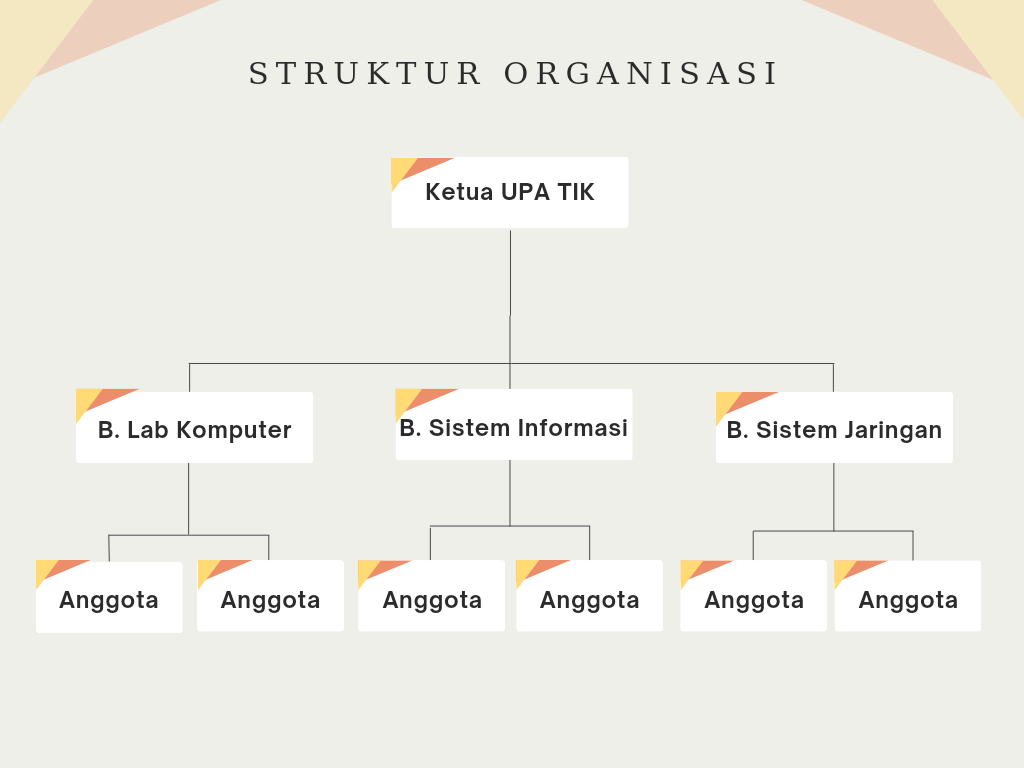 STRUKTUR ORGANISASI
Ketua UPA TIK
B. Lab Komputer
B. Sistem Informasi
B. Sistem Jaringan
Anggota
Anggota
Anggota
Anggota
Anggota
Anggota